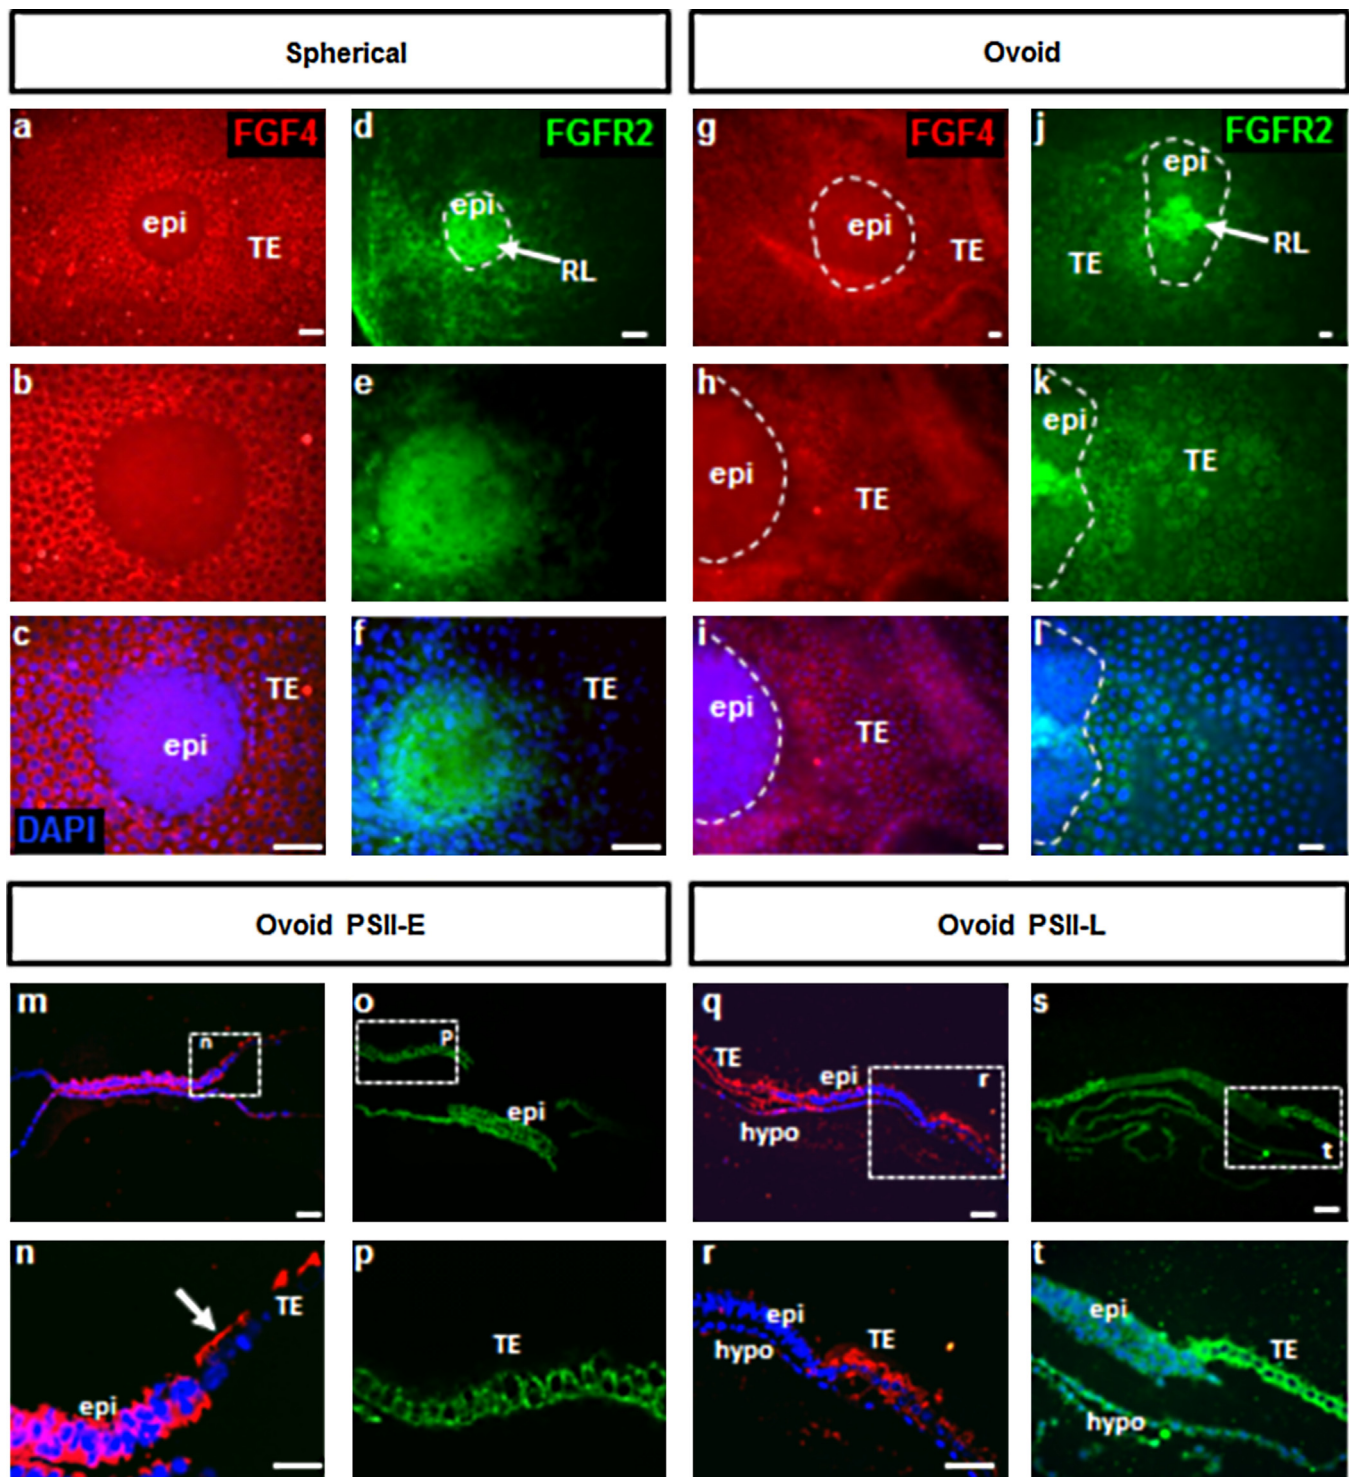 Spherical
Ovoid
a FGF4
epi
TE
d FGFR2
epi
RL
g FGF4
epi
TE
j FGFR2
epi
RL
TE
b
e
h
epi
TE
k
epi
TE
c
TE
epi
DAPI
f
TE
i
epi
TE
l
Ovoid PSII-E
Ovoid PSII-L
m
n
o
P
epi
q
TE
epi
r
hypo
s
t
n
TE
epi
p
TE
r
epi
TE
hypo
t
epi
TE
hypo